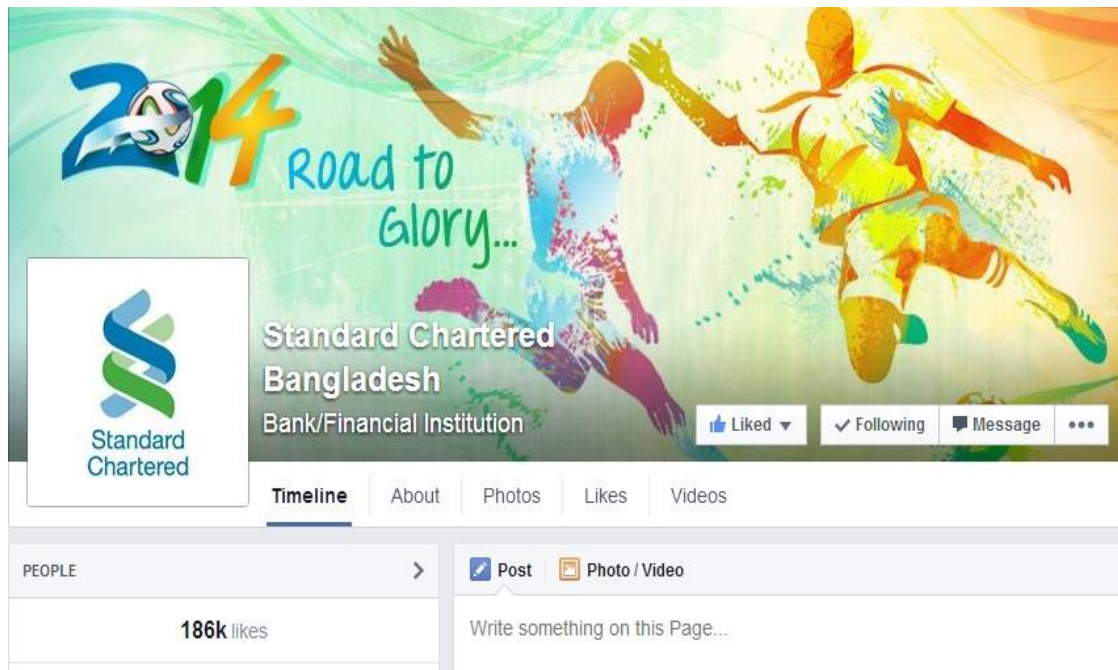 2014
Road to
Glory...
Standard Chartered
Bangladesh
Bank/Financial Institution
Standard
Chartered
Liked
Following
Message
Timeline
About
Photos
Likes
Videos
PEOPLE
186k likes
Post
Photo / Video
Write something on this Page...